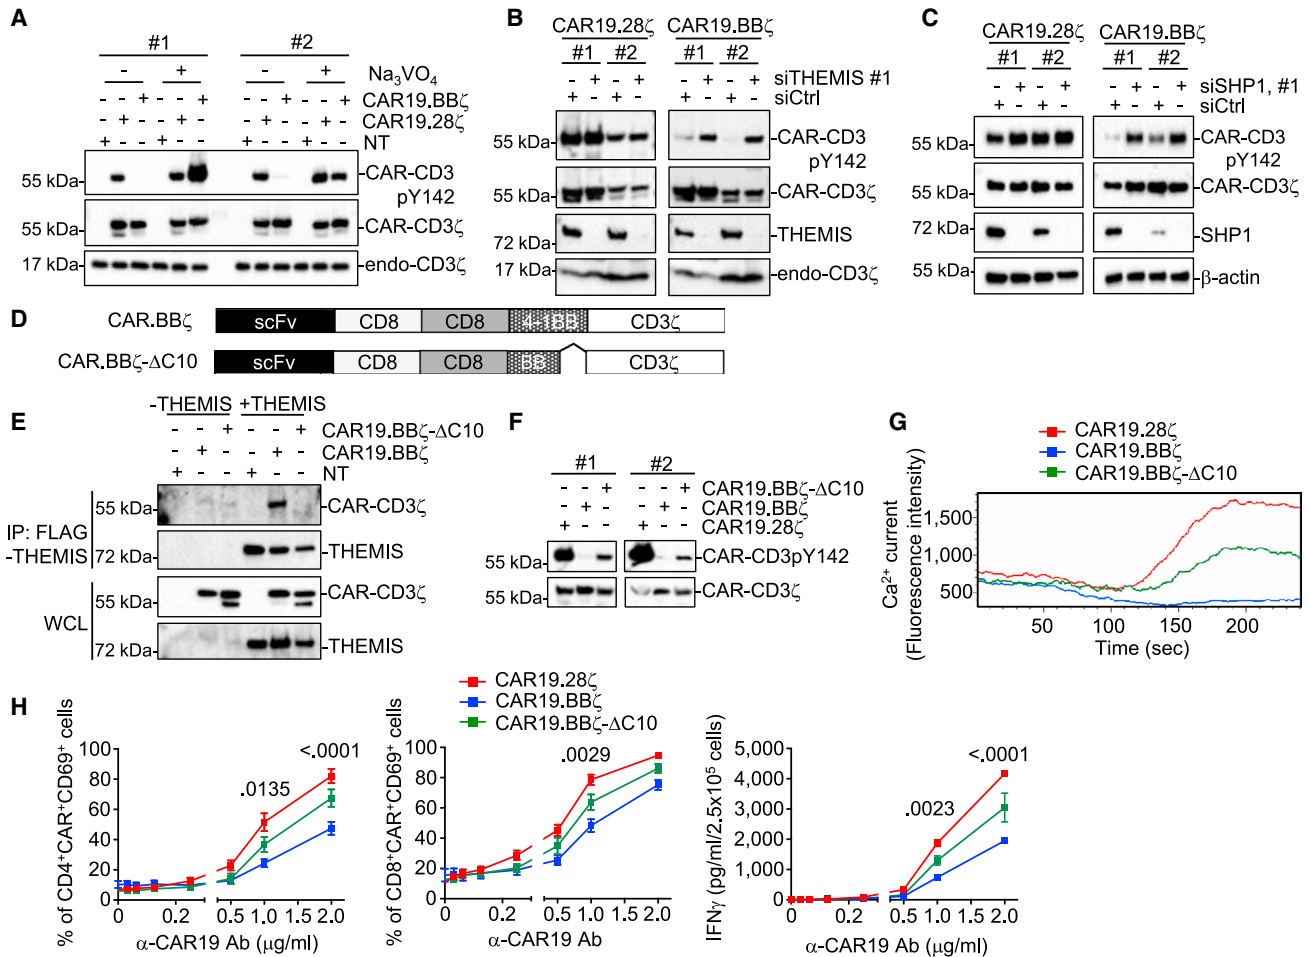 A
#1 #2
- + - +
Na₃VO₄
- - + - - + - - + - - + CAR19.BBζ
- + - - + - - + - - + - CAR19.28ζ
+ - - + - - + - - + - - NT
55 kDa- -CAR-CD3
pY142
55 kDa- -CAR-CD3ζ
17 kDa- -endo-CD3ζ
B
CAR19.28ζ CAR19.BBζ
#1 #2 #1 #2
- + - + - + - + siTHEMIS #1
+ - + - + - + - siCtrl
55 kDa- -CAR-CD3
pY142
55 kDa- -CAR-CD3ζ
72 kDa- -THEMIS
17 kDa- -endo-CD3ζ
C
CAR19.28ζ CAR19.BBζ
#1 #2 #1 #2
- + - + - + - + siSHP1, #1
+ - + - + - + - siCtrl
55 kDa- -CAR-CD3
pY142
55 kDa- -CAR-CD3ζ
72 kDa- -SHP1
55 kDa- -β-actin
D
CAR.BBζ scFv CD8 CD8 4-1BB CD3ζ
CAR.BBζ-ΔC10 scFv CD8 CD8 BB CD3ζ
E
-THEMIS +THEMIS
- - + - - + CAR19.BBζ-ΔC10
- + - - + - CAR19.BBζ
+ - - + - - NT
IP: FLAG
-THEMIS
55 kDa- -CAR-CD3ζ
72 kDa- -THEMIS
WCL
55 kDa- CAR-CD3ζ
72 kDa- -THEMIS
F
#1 #2
- - + - - + CAR19.BBζ-ΔC10
- + - - + - CAR19.BBζ
+ - - + - - CAR19.28ζ
55 kDa- -CAR-CD3pY142
55 kDa- -CAR-CD3ζ
G
CAR19.28ζ
CAR19.BBζ
CAR19.BBζ-ΔC10
Ca²⁺ current
(Fluorescence intensity)
1,500
1,000
500
50 100 150 200
Time (sec)
H
CAR19.28ζ
CAR19.BBζ
CAR19.BBζ-ΔC10
% of CD4⁺CAR⁺CD69⁺ cells
100
80
60
40
20
0
.0135
<.0001
0 0.2 0.5 1.0 1.5 2.0
α-CAR19 Ab (μg/ml)
% of CD8⁺CAR⁺CD69⁺ cells
100
80
60
40
20
0
.0029
0 0.2 0.5 1.0 1.5 2.0
α-CAR19 Ab
IFNγ (pg/ml/2.5x10⁵ cells)
5,000
4,000
3,000
2,000
1,000
0
.0023
<.0001
0 0.2 0.5 1.0 1.5 2.0
α-CAR19 Ab (μg/ml)